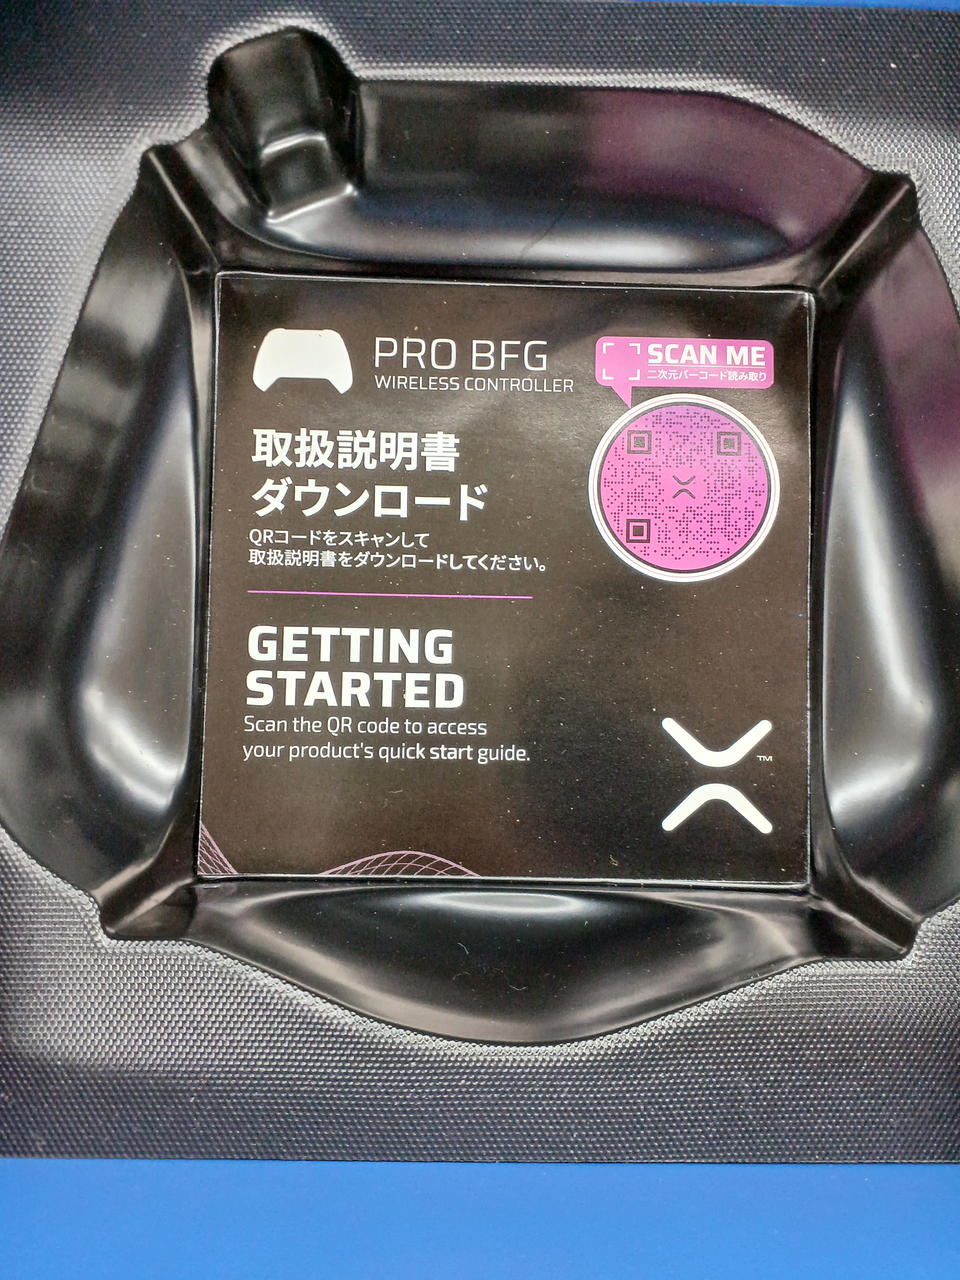 PRO BFG
WIRELESS CONTROLLER
SCAN ME
二次元バーコード読み取り
取扱説明書
ダウンロード
QRコードをスキャンして
取扱説明書をダウンロードしてください。
GETTING
STARTED
Scan the QR code to access
your product's quick start guide.
TM